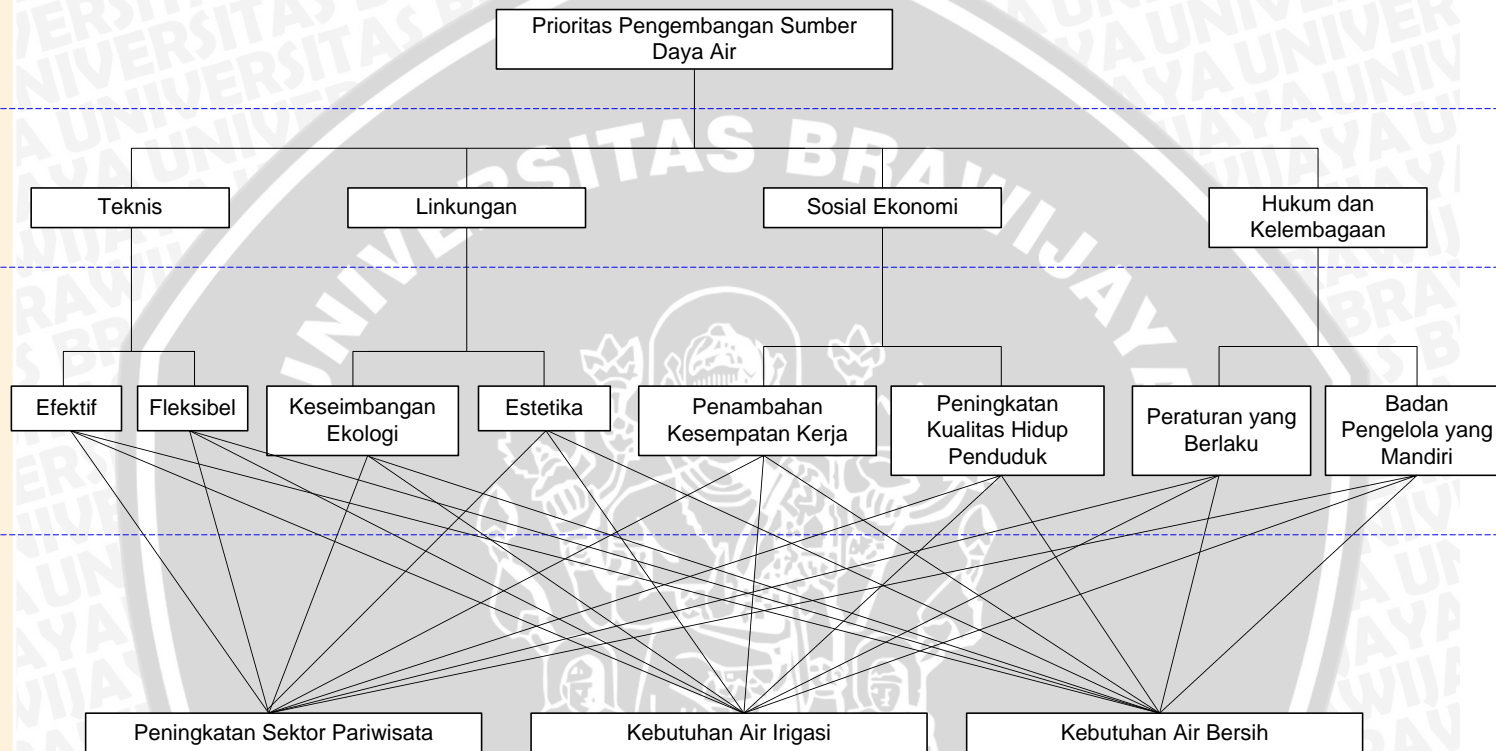 Prioritas Pengembangan Sumber
Daya Air
UNIVERSITAS BRAWIJAYA
Teknis
Linkungan
Sosial Ekonomi
Hukum dan
Kelembagaan
Efektif
Fleksibel
Keseimbangan
Ekologi
Estetika
Penambahan
Kesempatan Kerja
Peningkatan
Kualitas Hidup
Penduduk
Peraturan yang
Berlaku
Badan
Pengelola yang
Mandiri
Peningkatan Sektor Pariwisata
Kebutuhan Air Irigasi
Kebutuhan Air Bersih